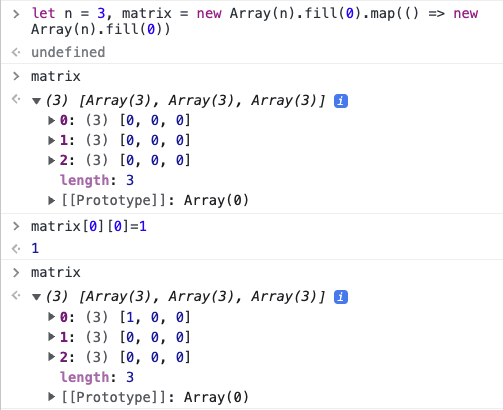 > let n = 3, matrix = new Array(n).fill(0).map(() => new
Array(n).fill(0))
<· undefined
> matrix
<· ▼(3) [Array(3), Array(3), Array(3)] i
▶0: (3) [0, 0, 0]
▶1: (3) [0, 0, 0]
▶2: (3) [0, 0, 0]
length: 3
▶[[Prototype]]: Array(0)
> matrix[0][0]=1
<· 1
> matrix
<· ▼(3) [Array(3), Array(3), Array(3)] i
▶0: (3) [1, 0, 0]
▶1: (3) [0, 0, 0]
▶2: (3) [0, 0, 0]
length: 3
▶[[Prototype]]: Array(0)